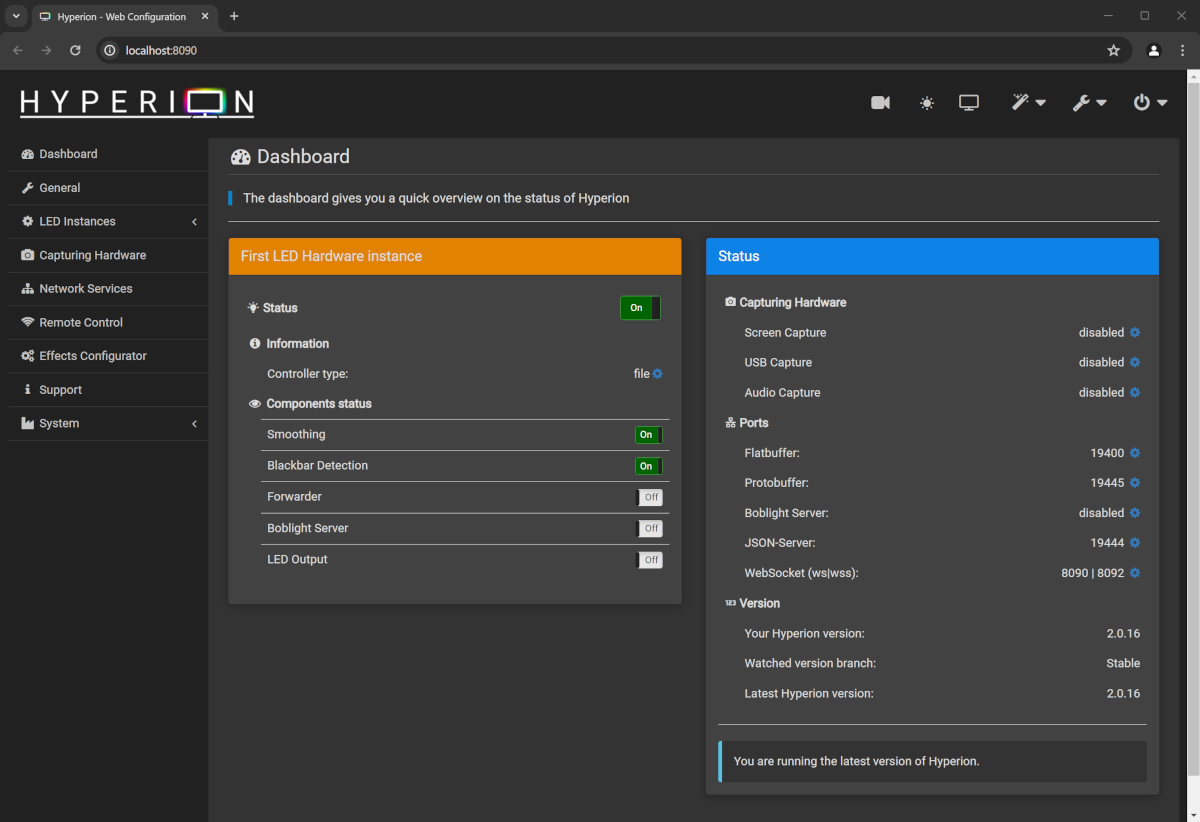 Hyperion - Web Configuration
localhost:8090
HYPERION
Dashboard
General
LED Instances
Capturing Hardware
Network Services
Remote Control
Effects Configurator
Support
System
Dashboard
The dashboard gives you a quick overview on the status of Hyperion
First LED Hardware instance
Status On
Information
Controller type: file
Components status
Smoothing On
Blackbar Detection On
Forwarder Off
Boblight Server Off
LED Output Off
Status
Capturing Hardware
Screen Capture disabled
USB Capture disabled
Audio Capture disabled
Ports
Flatbuffer: 19400
Protobuffer: 19445
Boblight Server: disabled
JSON-Server: 19444
WebSocket (ws|wss): 8090 | 8092
123 Version
Your Hyperion version: 2.0.16
Watched version branch: Stable
Latest Hyperion version: 2.0.16
You are running the latest version of Hyperion.